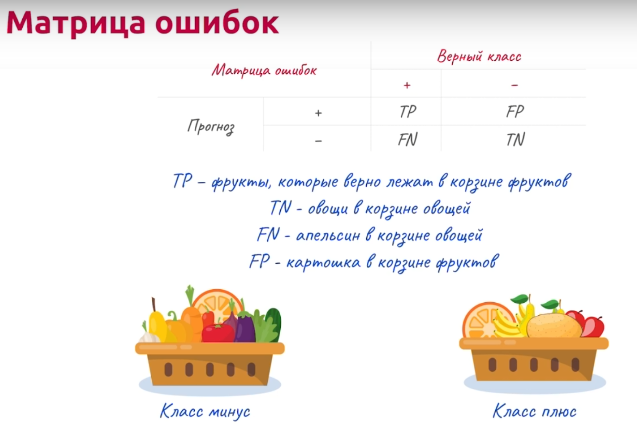 Матрица ошибок
Матрица ошибок
Верный класс
+ −
Прогноз + TP FP
− FN TN
TP – фрукты, которые верно лежат в корзине фруктов
TN - овощи в корзине овощей
FN - апельсин в корзине овощей
FP - картошка в корзине фруктов
Класс минус
Класс плюс